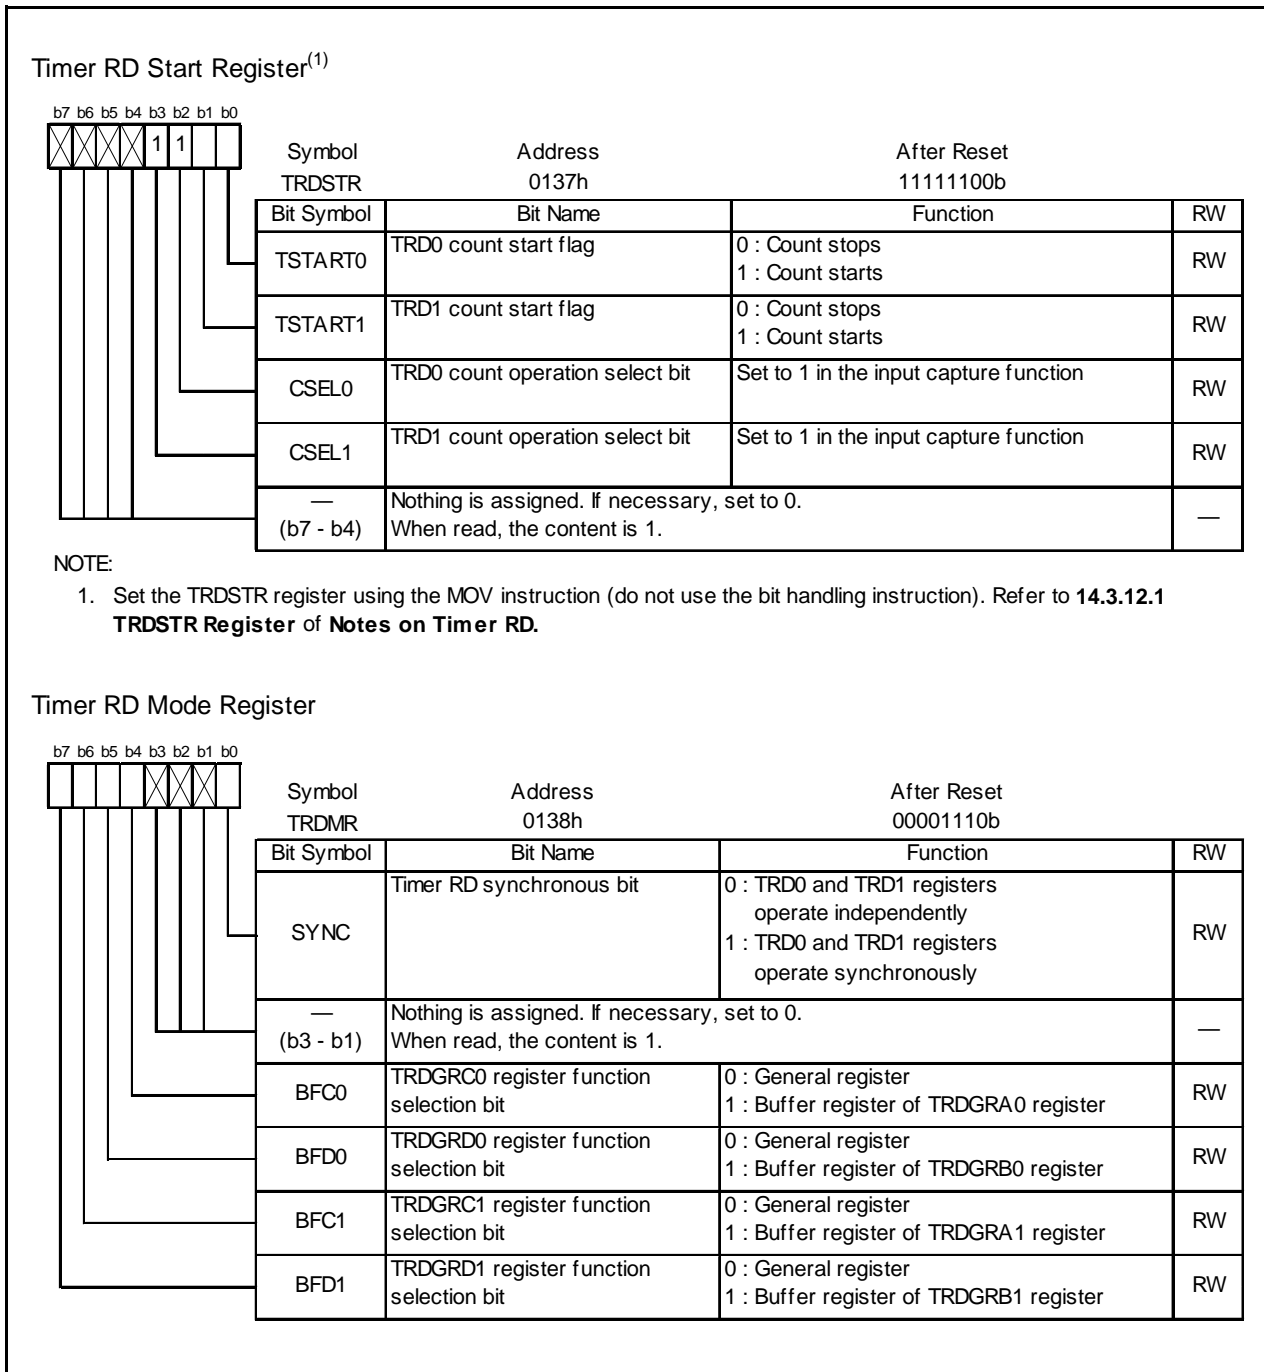 Timer RD Start Register(1)
b7 b6 b5 b4 b3 b2 b1 b0
1 1
Symbol Address After Reset
TRDSTR 0137h 11111100b
Bit Symbol Bit Name Function RW
TSTART0 TRD0 count start flag 0 : Count stops RW
1 : Count starts
TSTART1 TRD1 count start flag 0 : Count stops RW
1 : Count starts
CSEL0 TRD0 count operation select bit Set to 1 in the input capture function RW
CSEL1 TRD1 count operation select bit Set to 1 in the input capture function RW
— Nothing is assigned. If necessary, set to 0. —
(b7 - b4) When read, the content is 1.
NOTE:
1. Set the TRDSTR register using the MOV instruction (do not use the bit handling instruction). Refer to 14.3.12.1
TRDSTR Register of Notes on Timer RD.
Timer RD Mode Register
b7 b6 b5 b4 b3 b2 b1 b0
Symbol Address After Reset
TRDMR 0138h 00001110b
Bit Symbol Bit Name Function RW
SYNC Timer RD synchronous bit 0 : TRD0 and TRD1 registers RW
operate independently
1 : TRD0 and TRD1 registers
operate synchronously
— Nothing is assigned. If necessary, set to 0. —
(b3 - b1) When read, the content is 1.
BFC0 TRDGRC0 register function 0 : General register RW
selection bit 1 : Buffer register of TRDGRA0 register
BFD0 TRDGRD0 register function 0 : General register RW
selection bit 1 : Buffer register of TRDGRB0 register
BFC1 TRDGRC1 register function 0 : General register RW
selection bit 1 : Buffer register of TRDGRA1 register
BFD1 TRDGRD1 register function 0 : General register RW
selection bit 1 : Buffer register of TRDGRB1 register